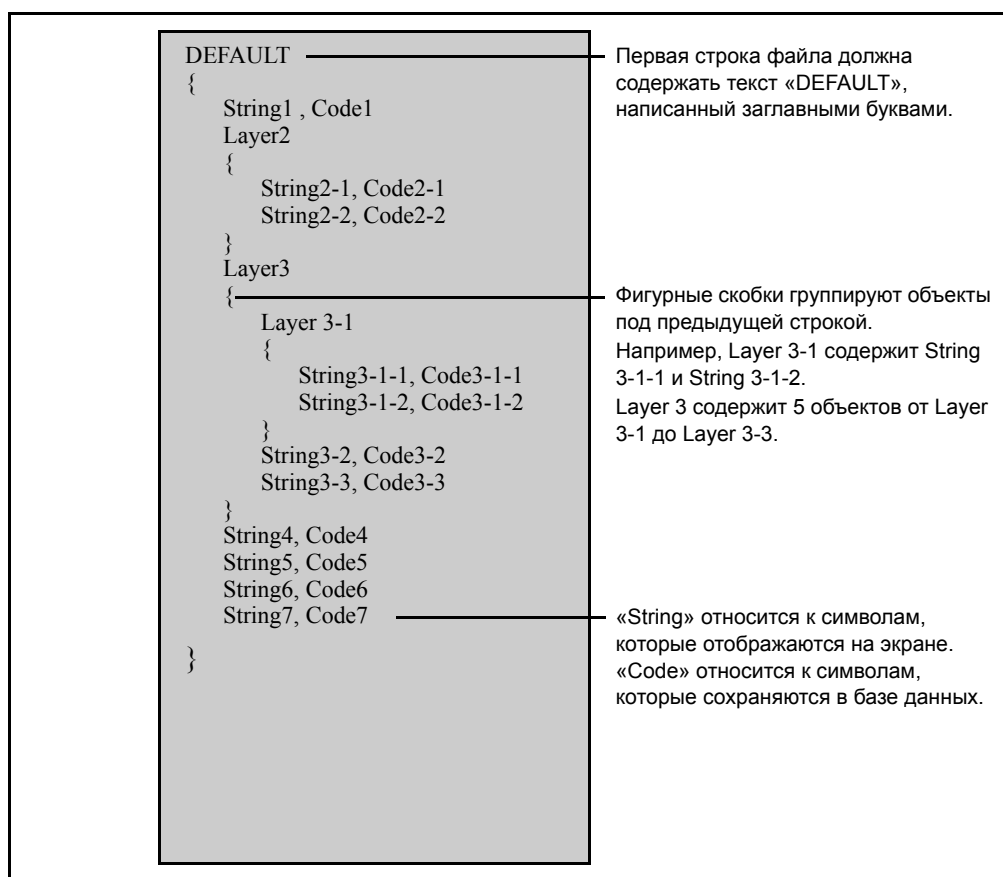 DEFAULT
{
String1 , Code1
Layer2
{
String2-1, Code2-1
String2-2, Code2-2
}
Layer3
{
Layer 3-1
{
String3-1-1, Code3-1-1
String3-1-2, Code3-1-2
}
String3-2, Code3-2
String3-3, Code3-3
}
String4, Code4
String5, Code5
String6, Code6
String7, Code7
}
Первая строка файла должна
содержать текст «DEFAULT»,
написанный заглавными буквами.
Фигурные скобки группируют объекты
под предыдущей строкой.
Например, Layer 3-1 содержит String
3-1-1 и String 3-1-2.
Layer 3 содержит 5 объектов от Layer
3-1 до Layer 3-3.
«String» относится к символам,
которые отображаются на экране.
«Code» относится к символам,
которые сохраняются в базе данных.